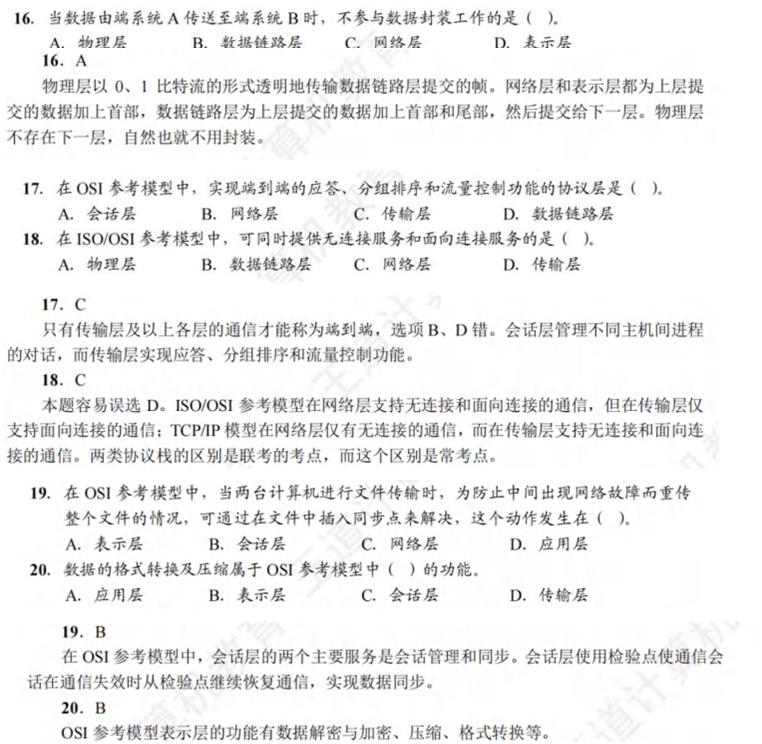 16. 当数据由端系统 A 传送至端系统 B 时，不参与数据封装工作的是（ ）。
A. 物理层 B. 数据链路层 C. 网络层 D. 表示层
16. A
物理层以 0、1 比特流的形式透明地传输数据链路层提交的帧。网络层和表示层都为上层提
交的数据加上首部，数据链路层为上层提交的数据加上首部和尾部，然后提交给下一层。物理层
不存在下一层，自然也就不用封装。
17. 在 OSI 参考模型中，实现端到端的应答、分组排序和流量控制功能的协议层是（ ）。
A. 会话层 B. 网络层 C. 传输层 D. 数据链路层
18. 在 ISO/OSI 参考模型中，可同时提供无连接服务和面向连接服务的是（ ）。
A. 物理层 B. 数据链路层 C. 网络层 D. 传输层
17. C
只有传输层及以上各层的通信才能称为端到端，选项 B、D 错。会话层管理不同主机间进程
的对话，而传输层实现应答、分组排序和流量控制功能。
18. C
本题容易误选 D。ISO/OSI 参考模型在网络层支持无连接和面向连接的通信，但在传输层仅
支持面向连接的通信；TCP/IP 模型在网络层仅有无连接的通信，而在传输层支持无连接和面向连
接的通信。两类协议栈的区别是联考的考点，而这个区别是常考点。
19. 在 OSI 参考模型中，当两台计算机进行文件传输时，为防止中间出现网络故障而重传
整个文件的情况，可通过在文件中插入同步点来解决，这个动作发生在（ ）。
A. 表示层 B. 会话层 C. 网络层 D. 应用层
20. 数据的格式转换及压缩属于 OSI 参考模型中（ ）的功能。
A. 应用层 B. 表示层 C. 会话层 D. 传输层
19. B
在 OSI 参考模型中，会话层的两个主要服务是会话管理和同步。会话层使用检验点使通信会
话在通信失效时从检验点继续恢复通信，实现数据同步。
20. B
OSI 参考模型表示层的功能有数据解密与加密、压缩、格式转换等。